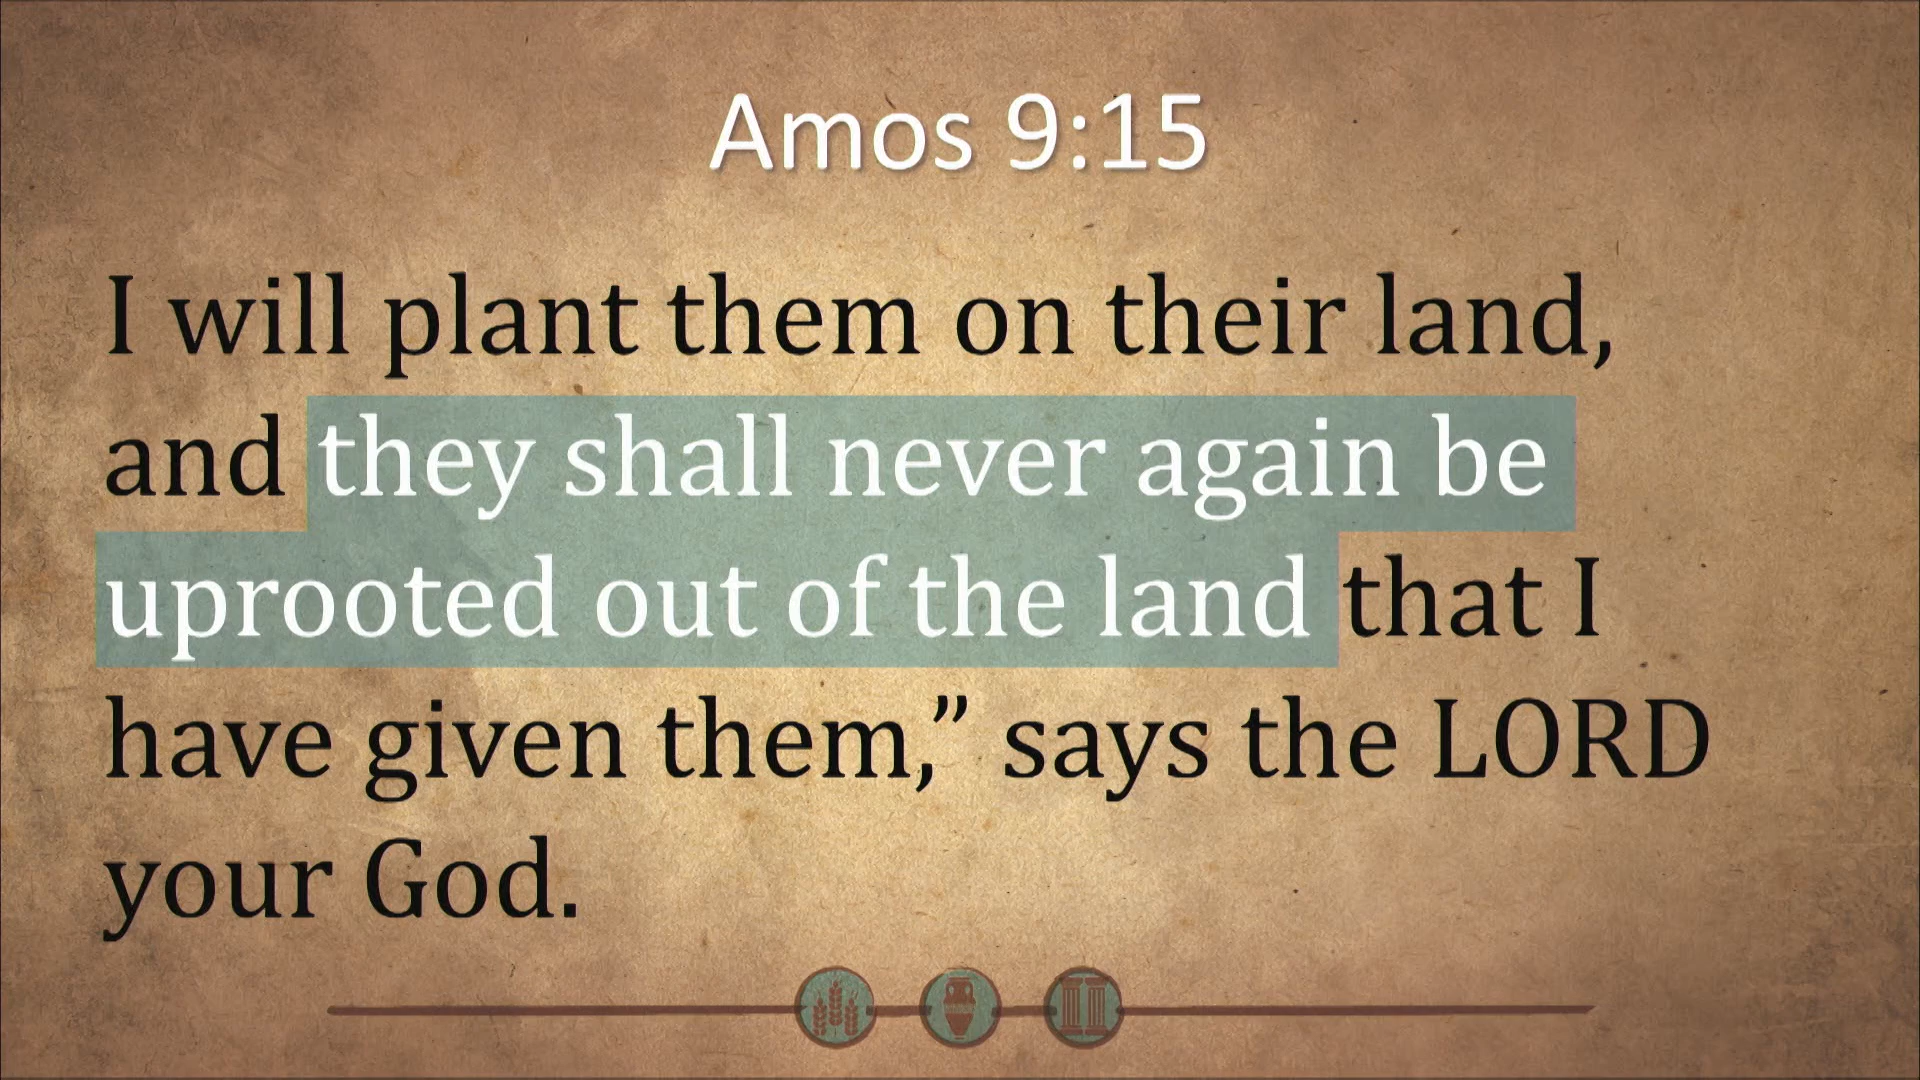 Amos 9:15
I will plant them on their land,
and they shall never again be
uprooted out of the land that I
have given them,” says the LORD
your God.